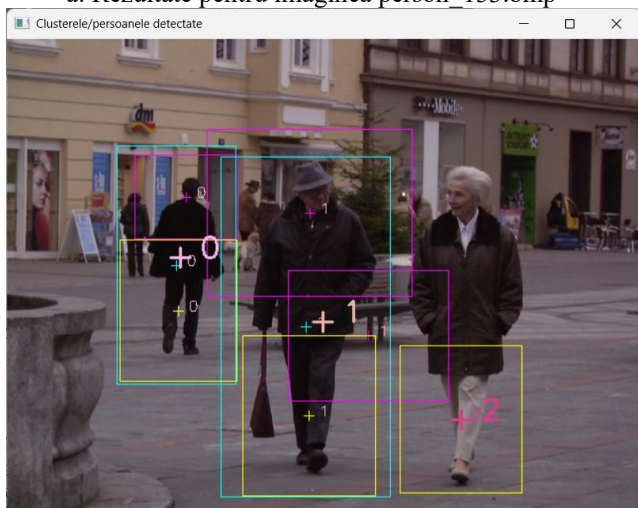 a. Rezultate pentru imaginea person_133.bmp
Clusterele/persoanele detectate
dm
Mobile
0
0
0
0
1
1
1
1
2